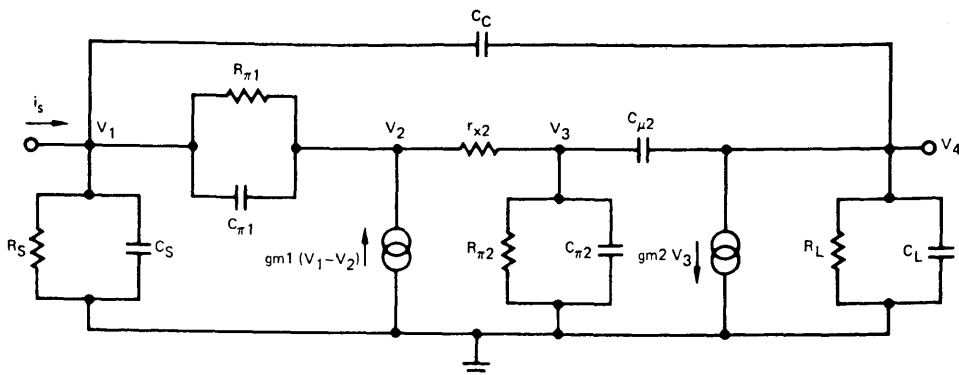 C_C
R_π1
i_s
V_1
V_2
r_x2
V_3
C_μ2
V_4
C_π1
R_S
C_S
gm1 (V_1−V_2)
R_π2
C_π2
gm2 V_3
R_L
C_L